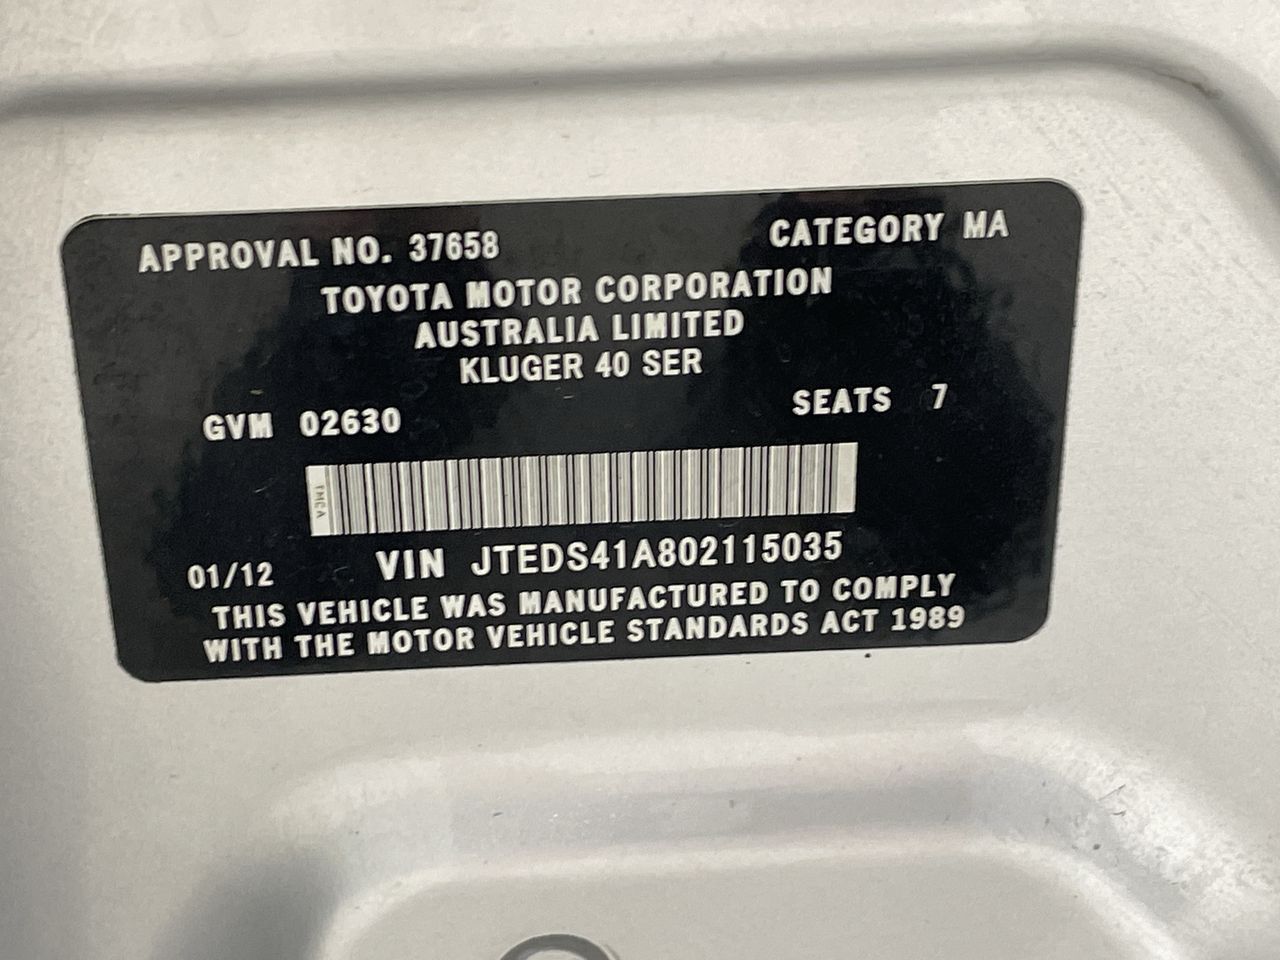 APPROVAL NO. 37658 CATEGORY MA
TOYOTA MOTOR CORPORATION
AUSTRALIA LIMITED
KLUGER 40 SER
GVM 02630 SEATS 7
TMCA
01/12 VIN JTEDS41A802115035
THIS VEHICLE WAS MANUFACTURED TO COMPLY
WITH THE MOTOR VEHICLE STANDARDS ACT 1989